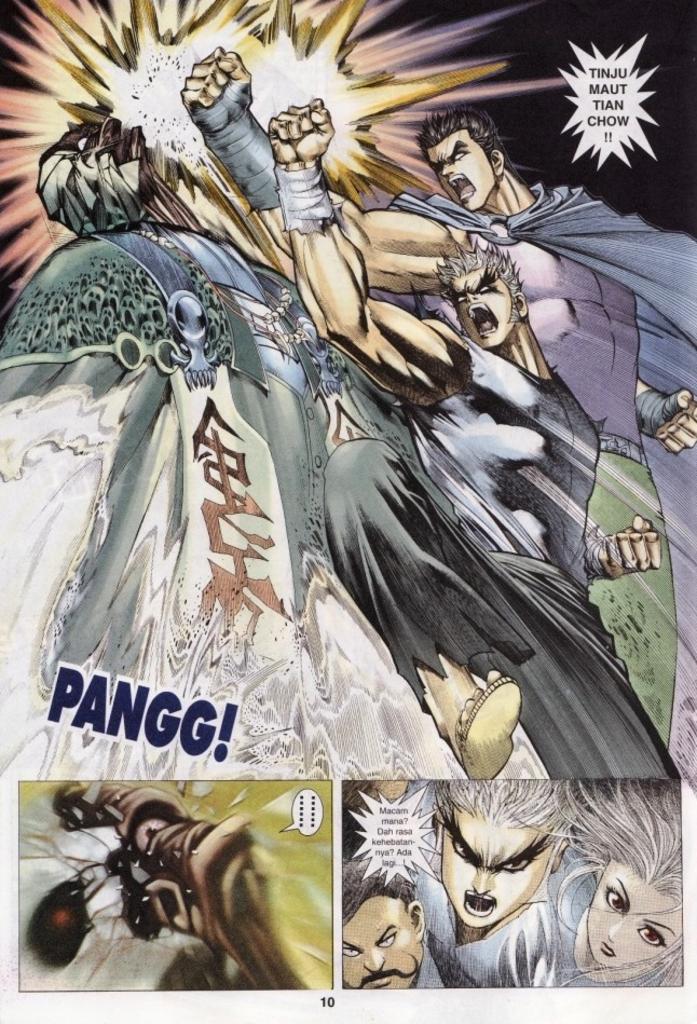 TINJU
MAUT
TIAN
CHOW
!!
PANGG!
........
Macam
mana?
Dah rasa
kehebatan-
nya? Ada
lagi...!
10